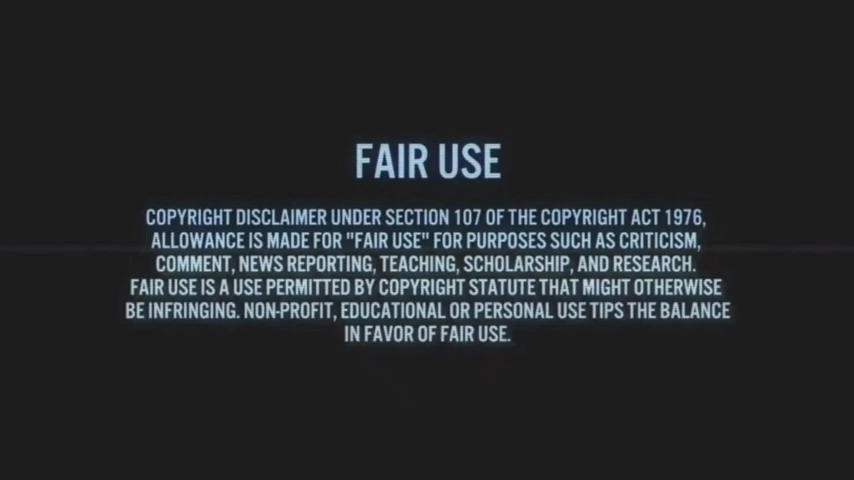 FAIR USE
COPYRIGHT DISCLAIMER UNDER SECTION 107 OF THE COPYRIGHT ACT 1976,
ALLOWANCE IS MADE FOR "FAIR USE" FOR PURPOSES SUCH AS CRITICISM,
COMMENT, NEWS REPORTING, TEACHING, SCHOLARSHIP, AND RESEARCH.
FAIR USE IS A USE PERMITTED BY COPYRIGHT STATUTE THAT MIGHT OTHERWISE
BE INFRINGING. NON-PROFIT, EDUCATIONAL OR PERSONAL USE TIPS THE BALANCE
IN FAVOR OF FAIR USE.